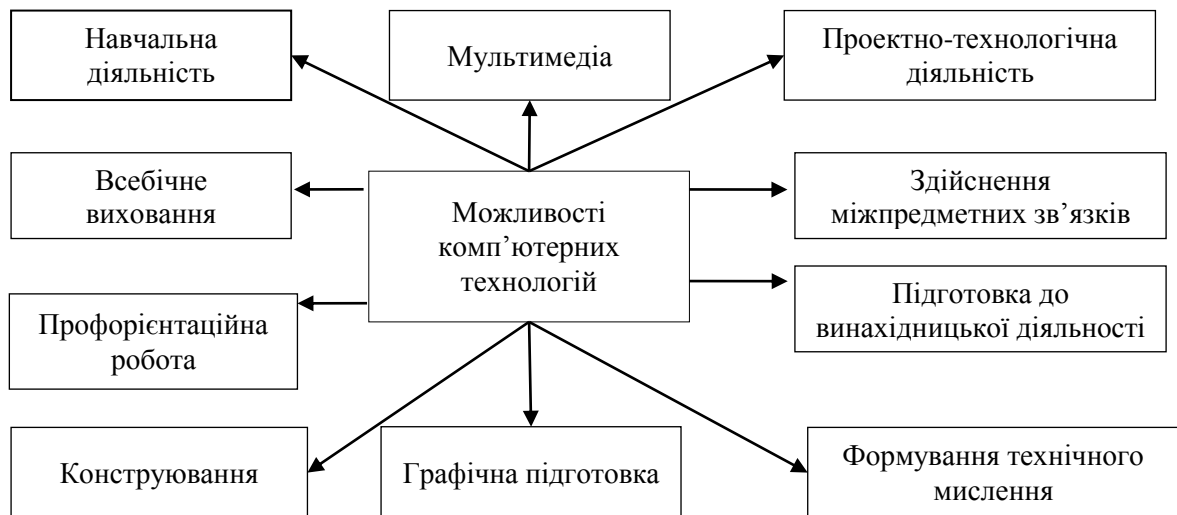 Навчальна
діяльність
Мультимедіа
Проектно-технологічна
діяльність
Всебічне
виховання
Можливості
комп’ютерних
технологій
Здійснення
міжпредметних зв’язків
Профорієнтаційна
робота
Підготовка до
винахідницької діяльності
Конструювання
Графічна підготовка
Формування технічного
мислення